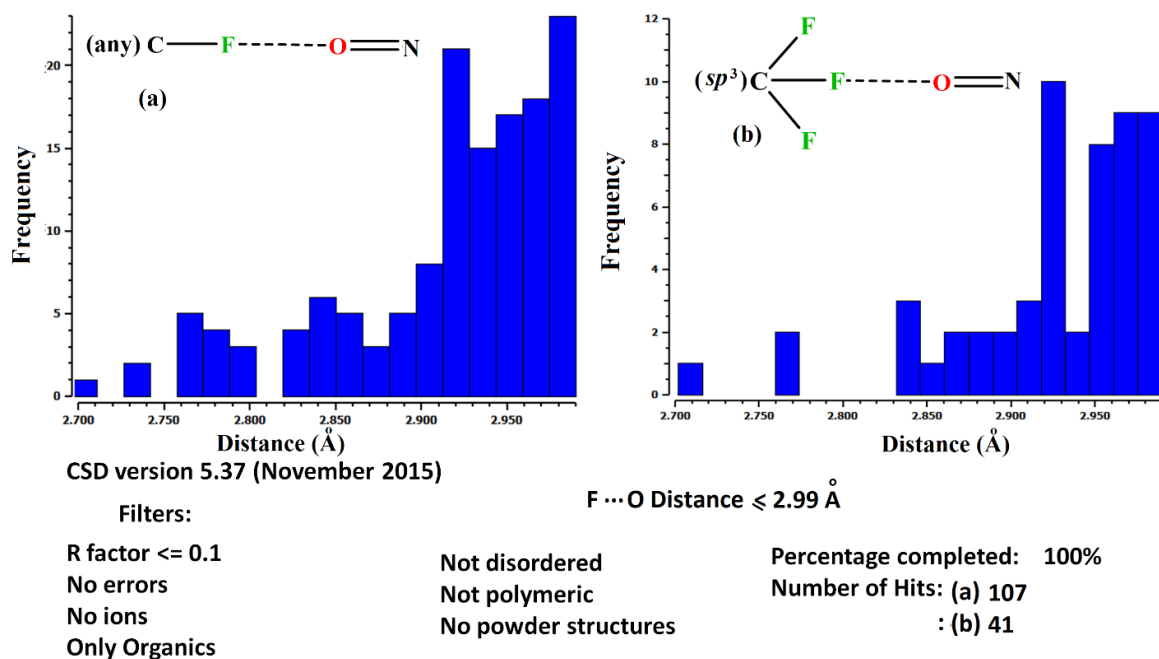 (any) C F O N
(a)
Frequency
20
15
10
5
0
2.700 2.750 2.800 2.850 2.900 2.950
Distance (Å)
F
(sp³)C F O N
(b)
F
Frequency
12
10
8
6
4
2
0
2.700 2.750 2.800 2.850 2.900 2.950
Distance (Å)
CSD version 5.37 (November 2015)
F ⋯ O Distance ⩽ 2.99 Å
Filters:
R factor <= 0.1
No errors
No ions
Only Organics
Not disordered
Not polymeric
No powder structures
Percentage completed: 100%
Number of Hits: (a) 107
: (b) 41